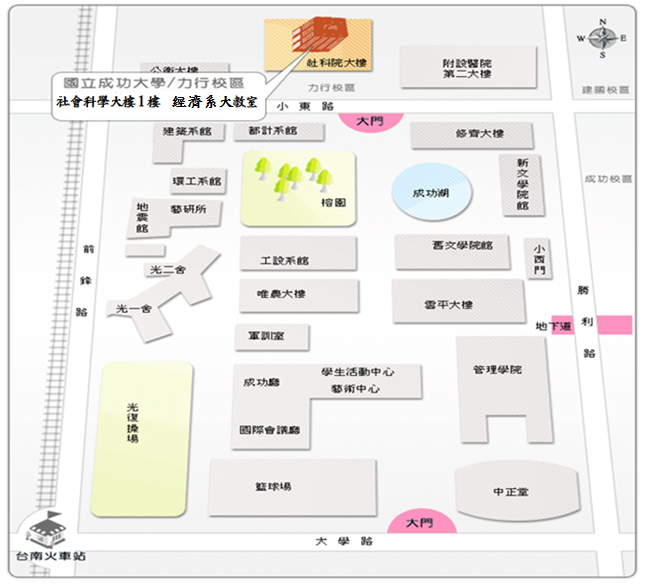 N
W
E
S
社科院大樓
公衛大樓
附設醫院
第二大樓
國立成功大學/力行校區
社會科學大樓1樓 經濟系大教室
力行校區
建國校區
小東路
大門
建築系館
都計系館
修齊大樓
環工系館
榕園
成功湖
新文學院館
成功校區
地震館
藝研所
前鋒路
光二舍
工設系館
舊文學院館
小西門
光一舍
唯農大樓
雲平大樓
勝利路
地下道
軍訓室
成功廳
學生活動中心
藝術中心
管理學院
光復操場
國際會議廳
籃球場
中正堂
大門
台南火車站
大學路